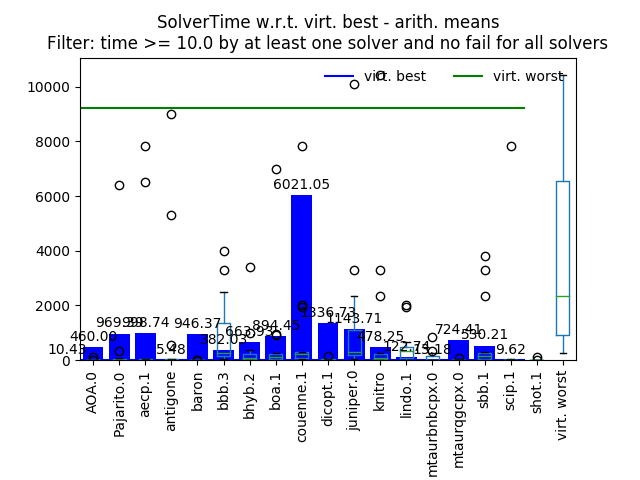 SolverTime w.r.t. virt. best - arith. means
Filter: time >= 10.0 by at least one solver and no fail for all solvers
virt. best
virt. worst
10000
8000
6000
4000
2000
0
10.43
460.00
5.48
946.37
382.03
894.45
6021.05
1336.73
1143.71
478.25
724.41
530.21
9.62
AOA.0
Pajarito.0
aecp.1
antigone
baron
bbb.3
bhyb.2
boa.1
couenne.1
dicopt.1
juniper.0
knitro
lindo.1
mtaurbnbcpx.0
mtaurqgcpx.0
sbb.1
scip.1
shot.1
virt. worst